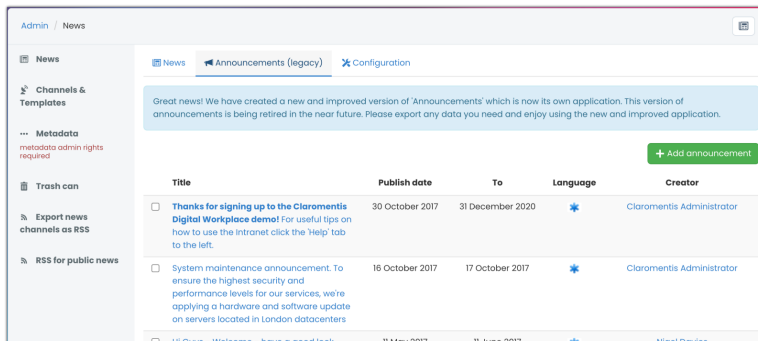 Admin / News
News
Channels &
Templates
Metadata
metadata admin rights
required
Trash can
Export news
channels as RSS
RSS for public news
News Announcements (legacy) Configuration
Great news! We have created a new and improved version of 'Announcements' which is now its own application. This version of
announcements is being retired in the near future. Please export any data you need and enjoy using the new and improved application.
+ Add announcement
Title Publish date To Language Creator
Thanks for signing up to the Claromentis 30 October 2017 31 December 2020 Claromentis Administrator
Digital Workplace demo! For useful tips on
how to use the Intranet click the 'Help' tab
to the left.
System maintenance announcement. To 16 October 2017 17 October 2017 Claromentis Administrator
ensure the highest security and
performance levels for our services, we're
applying a hardware and software update
on servers located in London datacenters
11 May 2017 11 June 2017